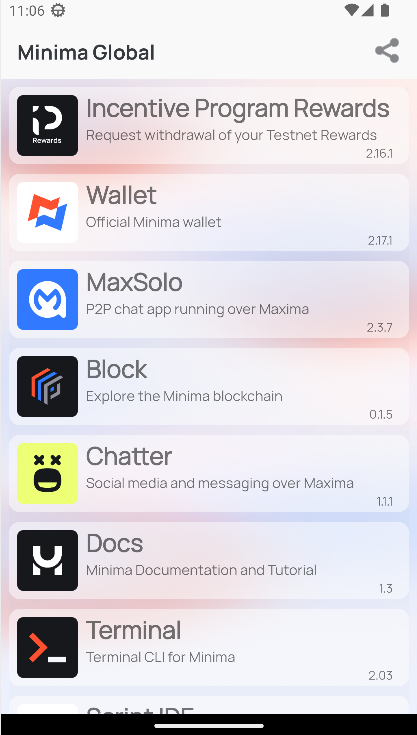 11:06
Minima Global
Incentive Program Rewards
Request withdrawal of your Testnet Rewards
Rewards
2.16.1
Wallet
Official Minima wallet
2.17.1
MaxSolo
P2P chat app running over Maxima
2.3.7
Block
Explore the Minima blockchain
0.1.5
Chatter
Social media and messaging over Maxima
1.1.1
Docs
Minima Documentation and Tutorial
1.3
Terminal
Terminal CLI for Minima
2.03
Script IDE